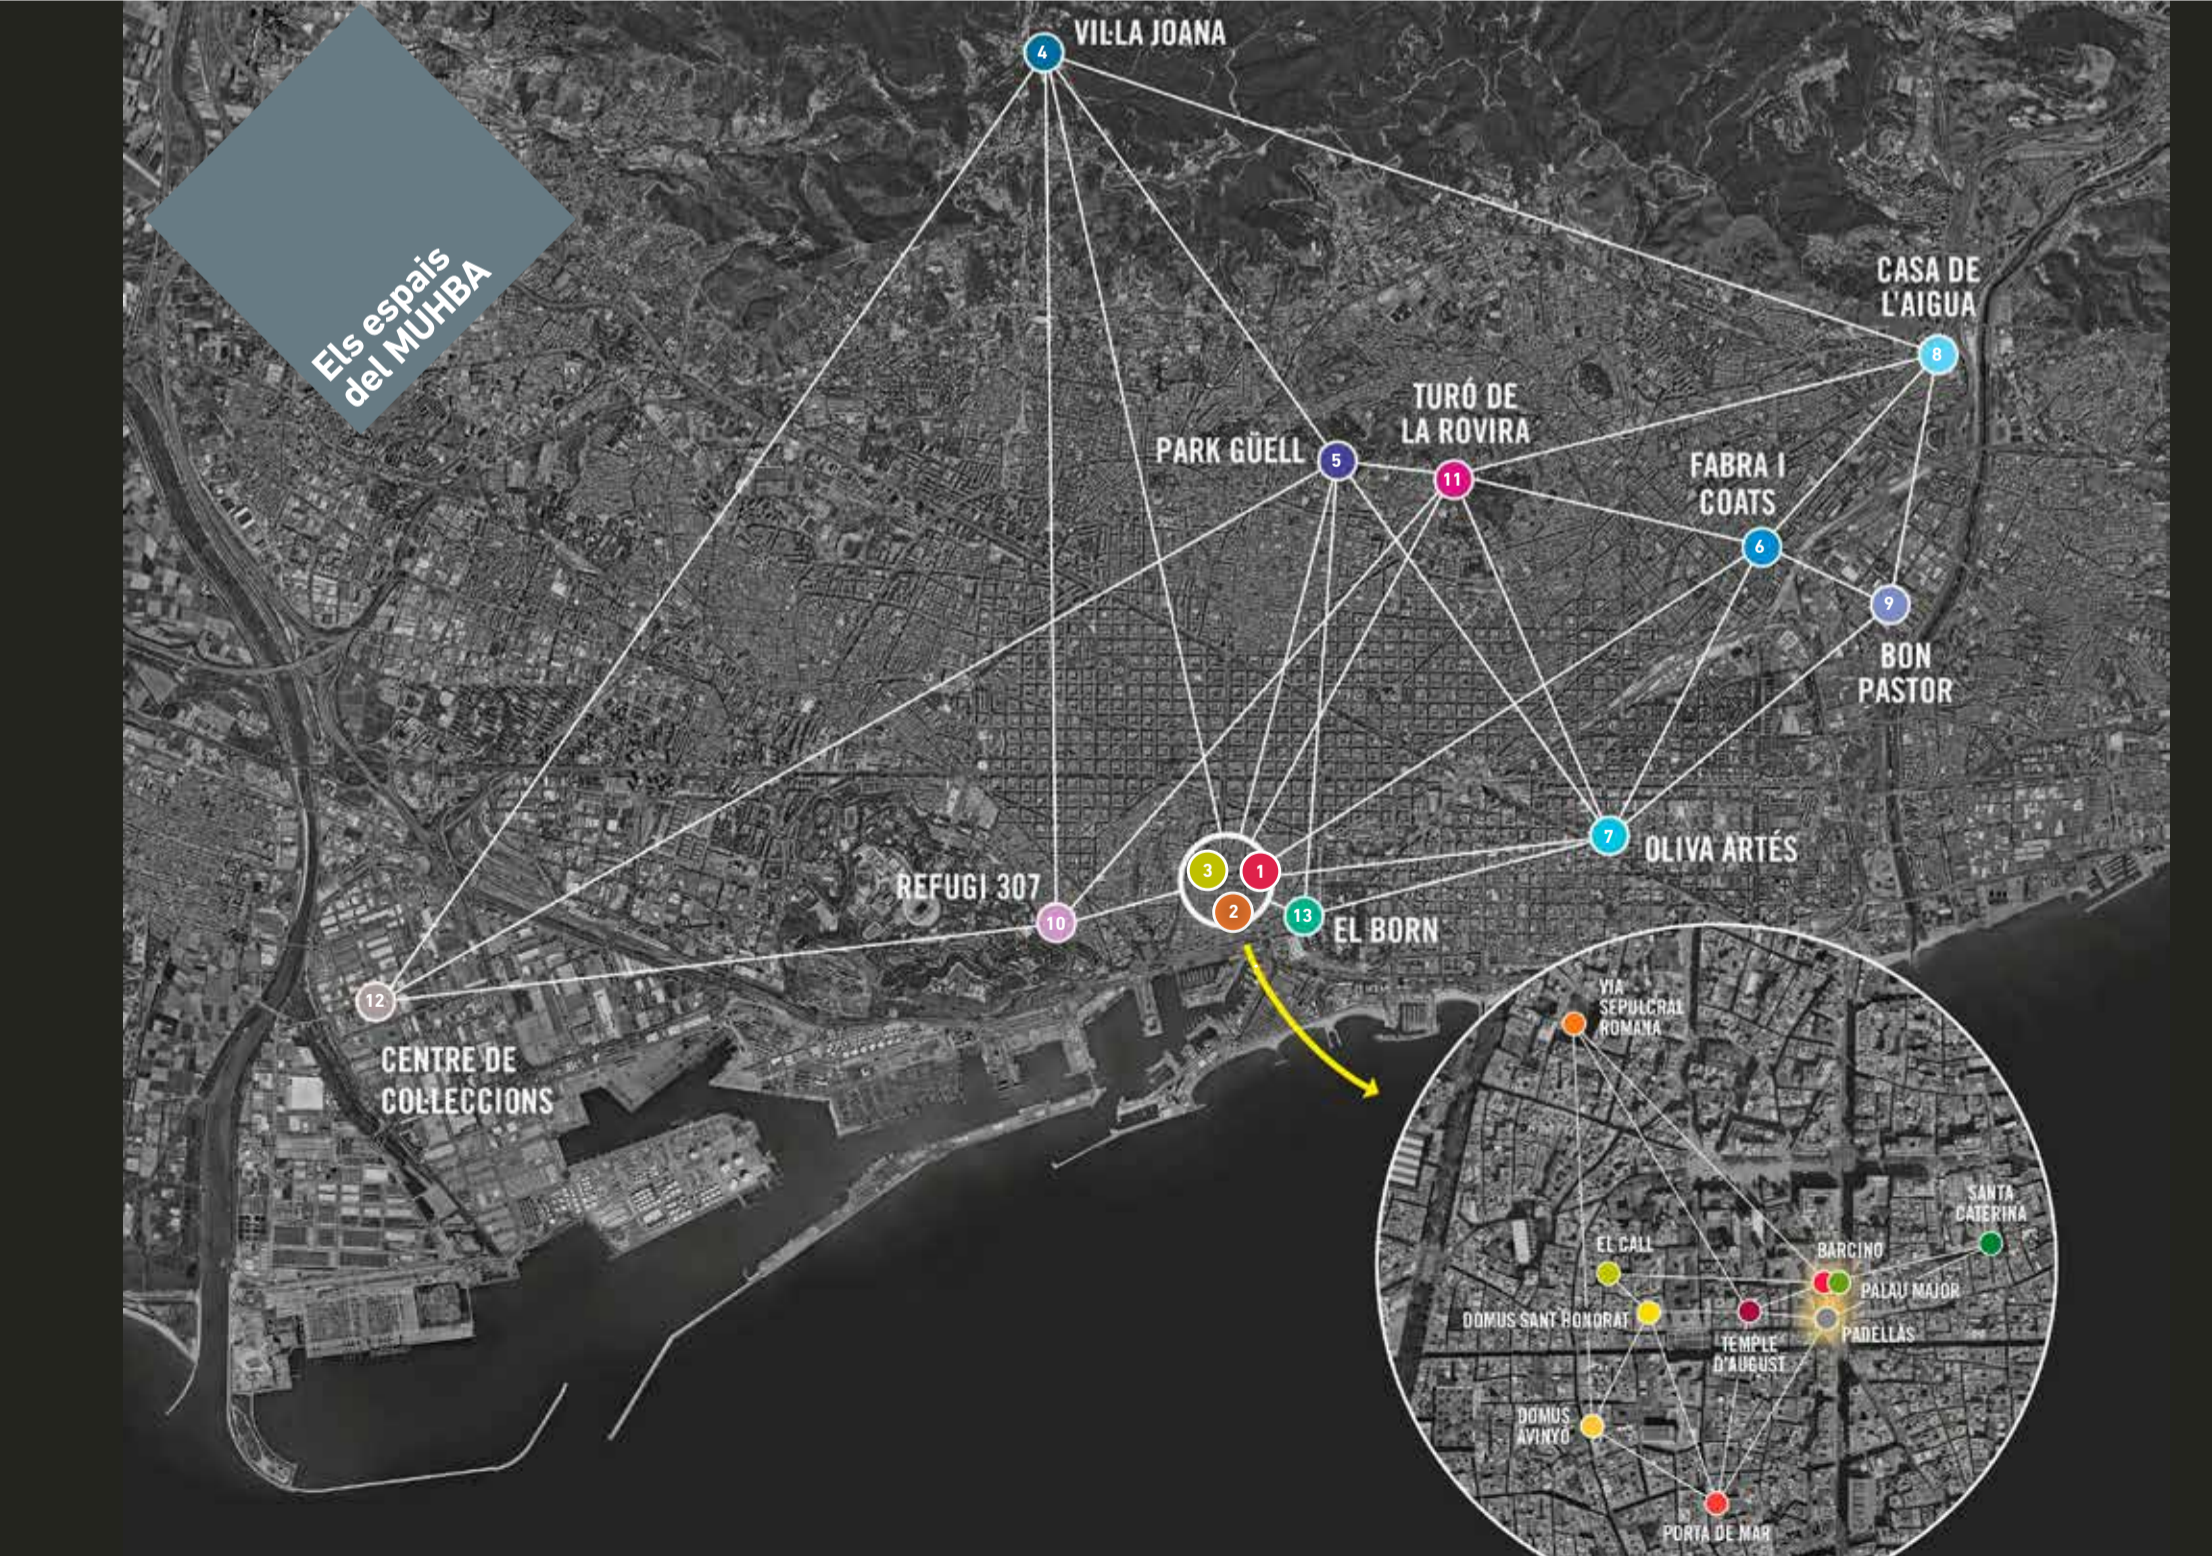 Els espais
del MUHBA
4
VIL·LA JOANA
CASA DE
L'AIGUA
8
TURÓ DE
LA ROVIRA
PARK GÜELL
5
11
FABRA I
COATS
6
9
BON
PASTOR
7
OLIVA ARTÉS
REFUGI 307
10
3
1
2
13
EL BORN
12
CENTRE DE
COL·LECCIONS
VIA
SEPULCRAL
ROMANA
SANTA
CATERINA
EL CALL
BARCINO
PALAU MAJOR
DOMUS SANT HONORAT
PADELLÀS
TEMPLE
D'AUGUST
DOMUS
AVINYÓ
PORTA DE MAR